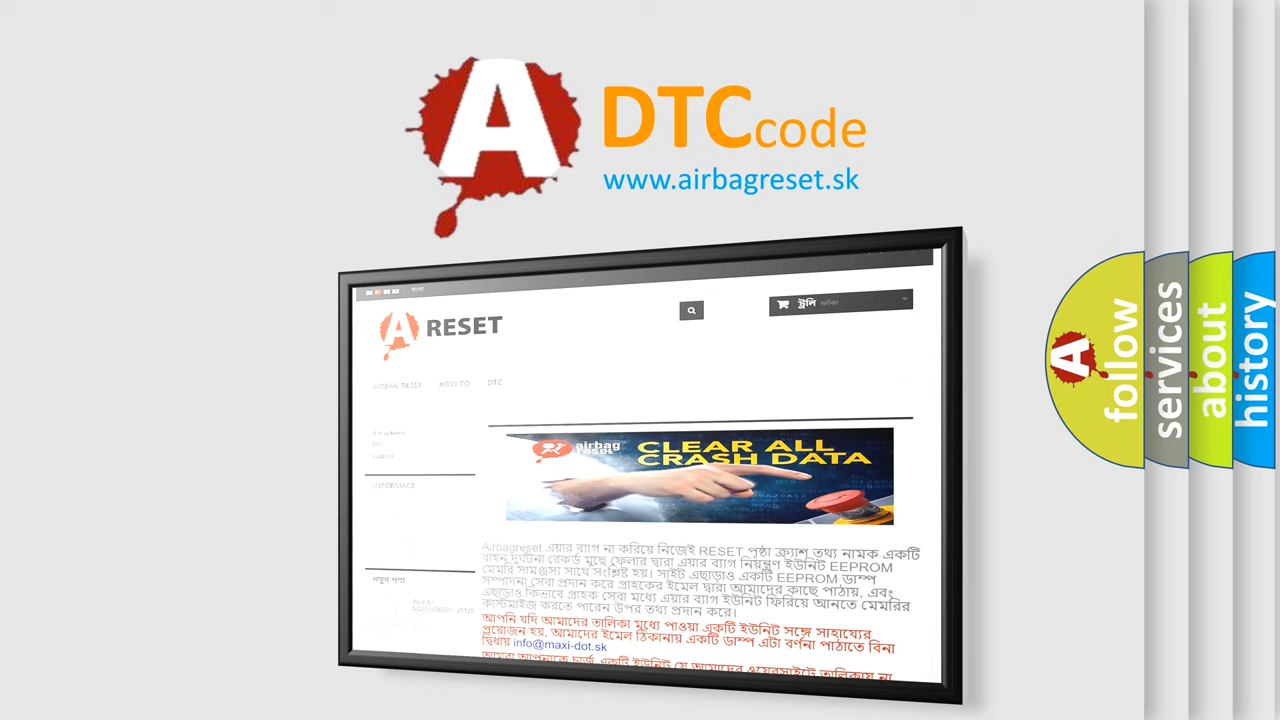 A
DTCcode
www.airbagreset.sk
বাংলা
ট্রলি ফাঁকা
A RESET
AIRBAG RESET HOW TO DTC
INFORMACE
airbag
reset
CLEAR ALL
CRASH DATA
Airbagreset এয়ার ব্যাগ না করিয়ে নিজেই RESET পৃষ্ঠা ক্র্যাশ তথ্য নামক একটি
বাহন দুর্ঘটনা রেকর্ড মুছে ফেলার দ্বারা এয়ার ব্যাগ নিয়ন্ত্রণ ইউনিট EEPROM
মেমরি সামঞ্জস্য সাথে সংশ্লিষ্ট হয়। সাইট এছাড়াও একটি EEPROM ডাম্প
সম্পাদনা সেবা প্রদান করে গ্রাহকের ইমেল দ্বারা আমাদের কাছে পাঠায়, এবং
এছাড়াও কিভাবে গ্রাহক সেবা মধ্যে এয়ার ব্যাগ ইউনিট ফিরিয়ে আনতে মেমরির
কাস্টমাইজ করতে পারেন উপর তথ্য প্রদান করে।
আপনি যদি আমাদের তালিকা মধ্যে পাওয়া একটি ইউনিট সঙ্গে সাহায্যের
প্রয়োজন হয়, আমাদের ইমেল ঠিকানায় একটি ডাম্প এটা বর্ণনা পাঠাতে বিনা
দ্বিধায় info@maxi-dot.sk
নতুন পণ্য
A
follow
services
about
history